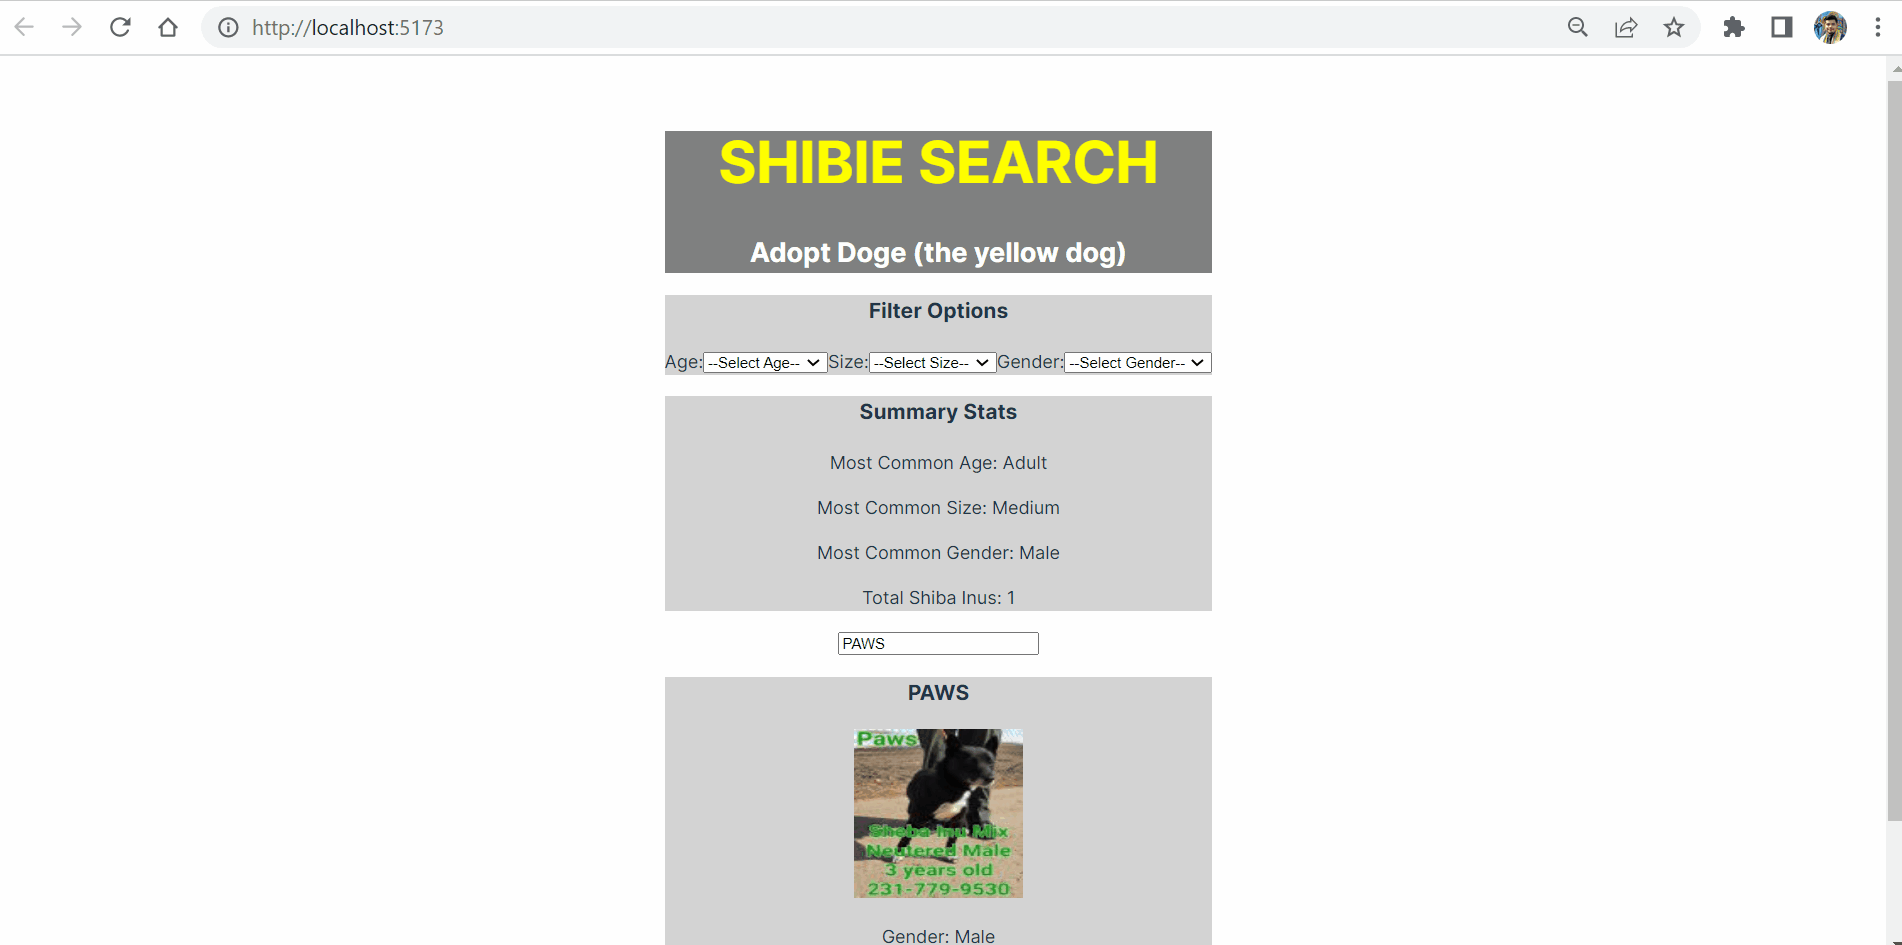 http://localhost:5173
SHIBIE SEARCH
Adopt Doge (the yellow dog)
Filter Options
Age: --Select Age-- Size: --Select Size-- Gender: --Select Gender--
Summary Stats
Most Common Age: Adult
Most Common Size: Medium
Most Common Gender: Male
Total Shiba Inus: 1
PAWS
PAWS
Paws
Sheba Inu Mix
Neutered Male
3 years old
231-779-9530
Gender: Male